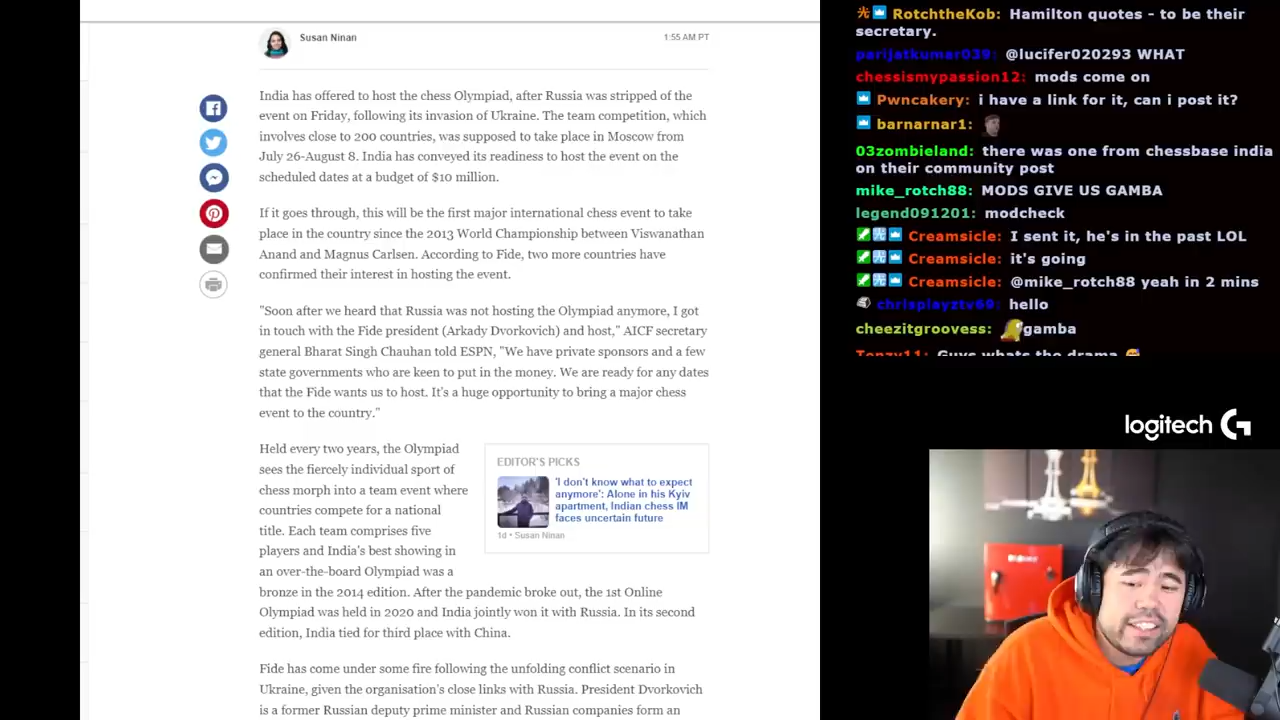 Susan Ninan
1:55 AM PT
India has offered to host the chess Olympiad, after Russia was stripped of the
event on Friday, following its invasion of Ukraine. The team competition, which
involves close to 200 countries, was supposed to take place in Moscow from
July 26-August 8. India has conveyed its readiness to host the event on the
scheduled dates at a budget of $10 million.
If it goes through, this will be the first major international chess event to take
place in the country since the 2013 World Championship between Viswanathan
Anand and Magnus Carlsen. According to Fide, two more countries have
confirmed their interest in hosting the event.
"Soon after we heard that Russia was not hosting the Olympiad anymore, I got
in touch with the Fide president (Arkady Dvorkovich) and host," AICF secretary
general Bharat Singh Chauhan told ESPN, "We have private sponsors and a few
state governments who are keen to put in the money. We are ready for any dates
that the Fide wants us to host. It's a huge opportunity to bring a major chess
event to the country."
Held every two years, the Olympiad
sees the fiercely individual sport of
chess morph into a team event where
countries compete for a national
title. Each team comprises five
players and India's best showing in
an over-the-board Olympiad was a
bronze in the 2014 edition. After the pandemic broke out, the 1st Online
Olympiad was held in 2020 and India jointly won it with Russia. In its second
edition, India tied for third place with China.
Fide has come under some fire following the unfolding conflict scenario in
Ukraine, given the organisation's close links with Russia. President Dvorkovich
is a former Russian deputy prime minister and Russian companies form an
EDITOR'S PICKS
'I don't know what to expect
anymore': Alone in his Kyiv
apartment, Indian chess IM
faces uncertain future
1d • Susan Ninan
RotchtheKob: Hamilton quotes - to be their
secretary.
parijatkumar039: @lucifer020293 WHAT
chessismypassion12: mods come on
Pwncakery: i have a link for it, can i post it?
barnarnar1:
03zombieland: there was one from chessbase india
on their community post
mike_rotch88: MODS GIVE US GAMBA
legend091201: modcheck
Creamsicle: I sent it, he's in the past LOL
Creamsicle: it's going
Creamsicle: @mike_rotch88 yeah in 2 mins
chrisplayztv69: hello
cheezitgroovess: gamba
Tenzy11: Guys whats the drama
logitech G